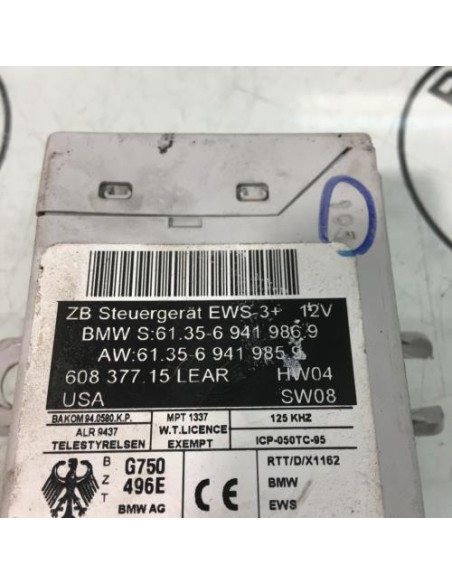 ZB Steuergerät EWS-3+ 12V
BMW S:61.35-6 941 986.9
AW:61.35-6 941 985.9
608 377.15 LEAR HW04
USA SW08
BAKOM 94.0580.K.P. MPT 1337 125 KHZ
ALR 9437 W.T.LICENCE
TELESTYRELSEN EXEMPT ICP-050TC-95
B G750 RTT/D/X1162
Z 496E CE BMW
T BMW AG EWS